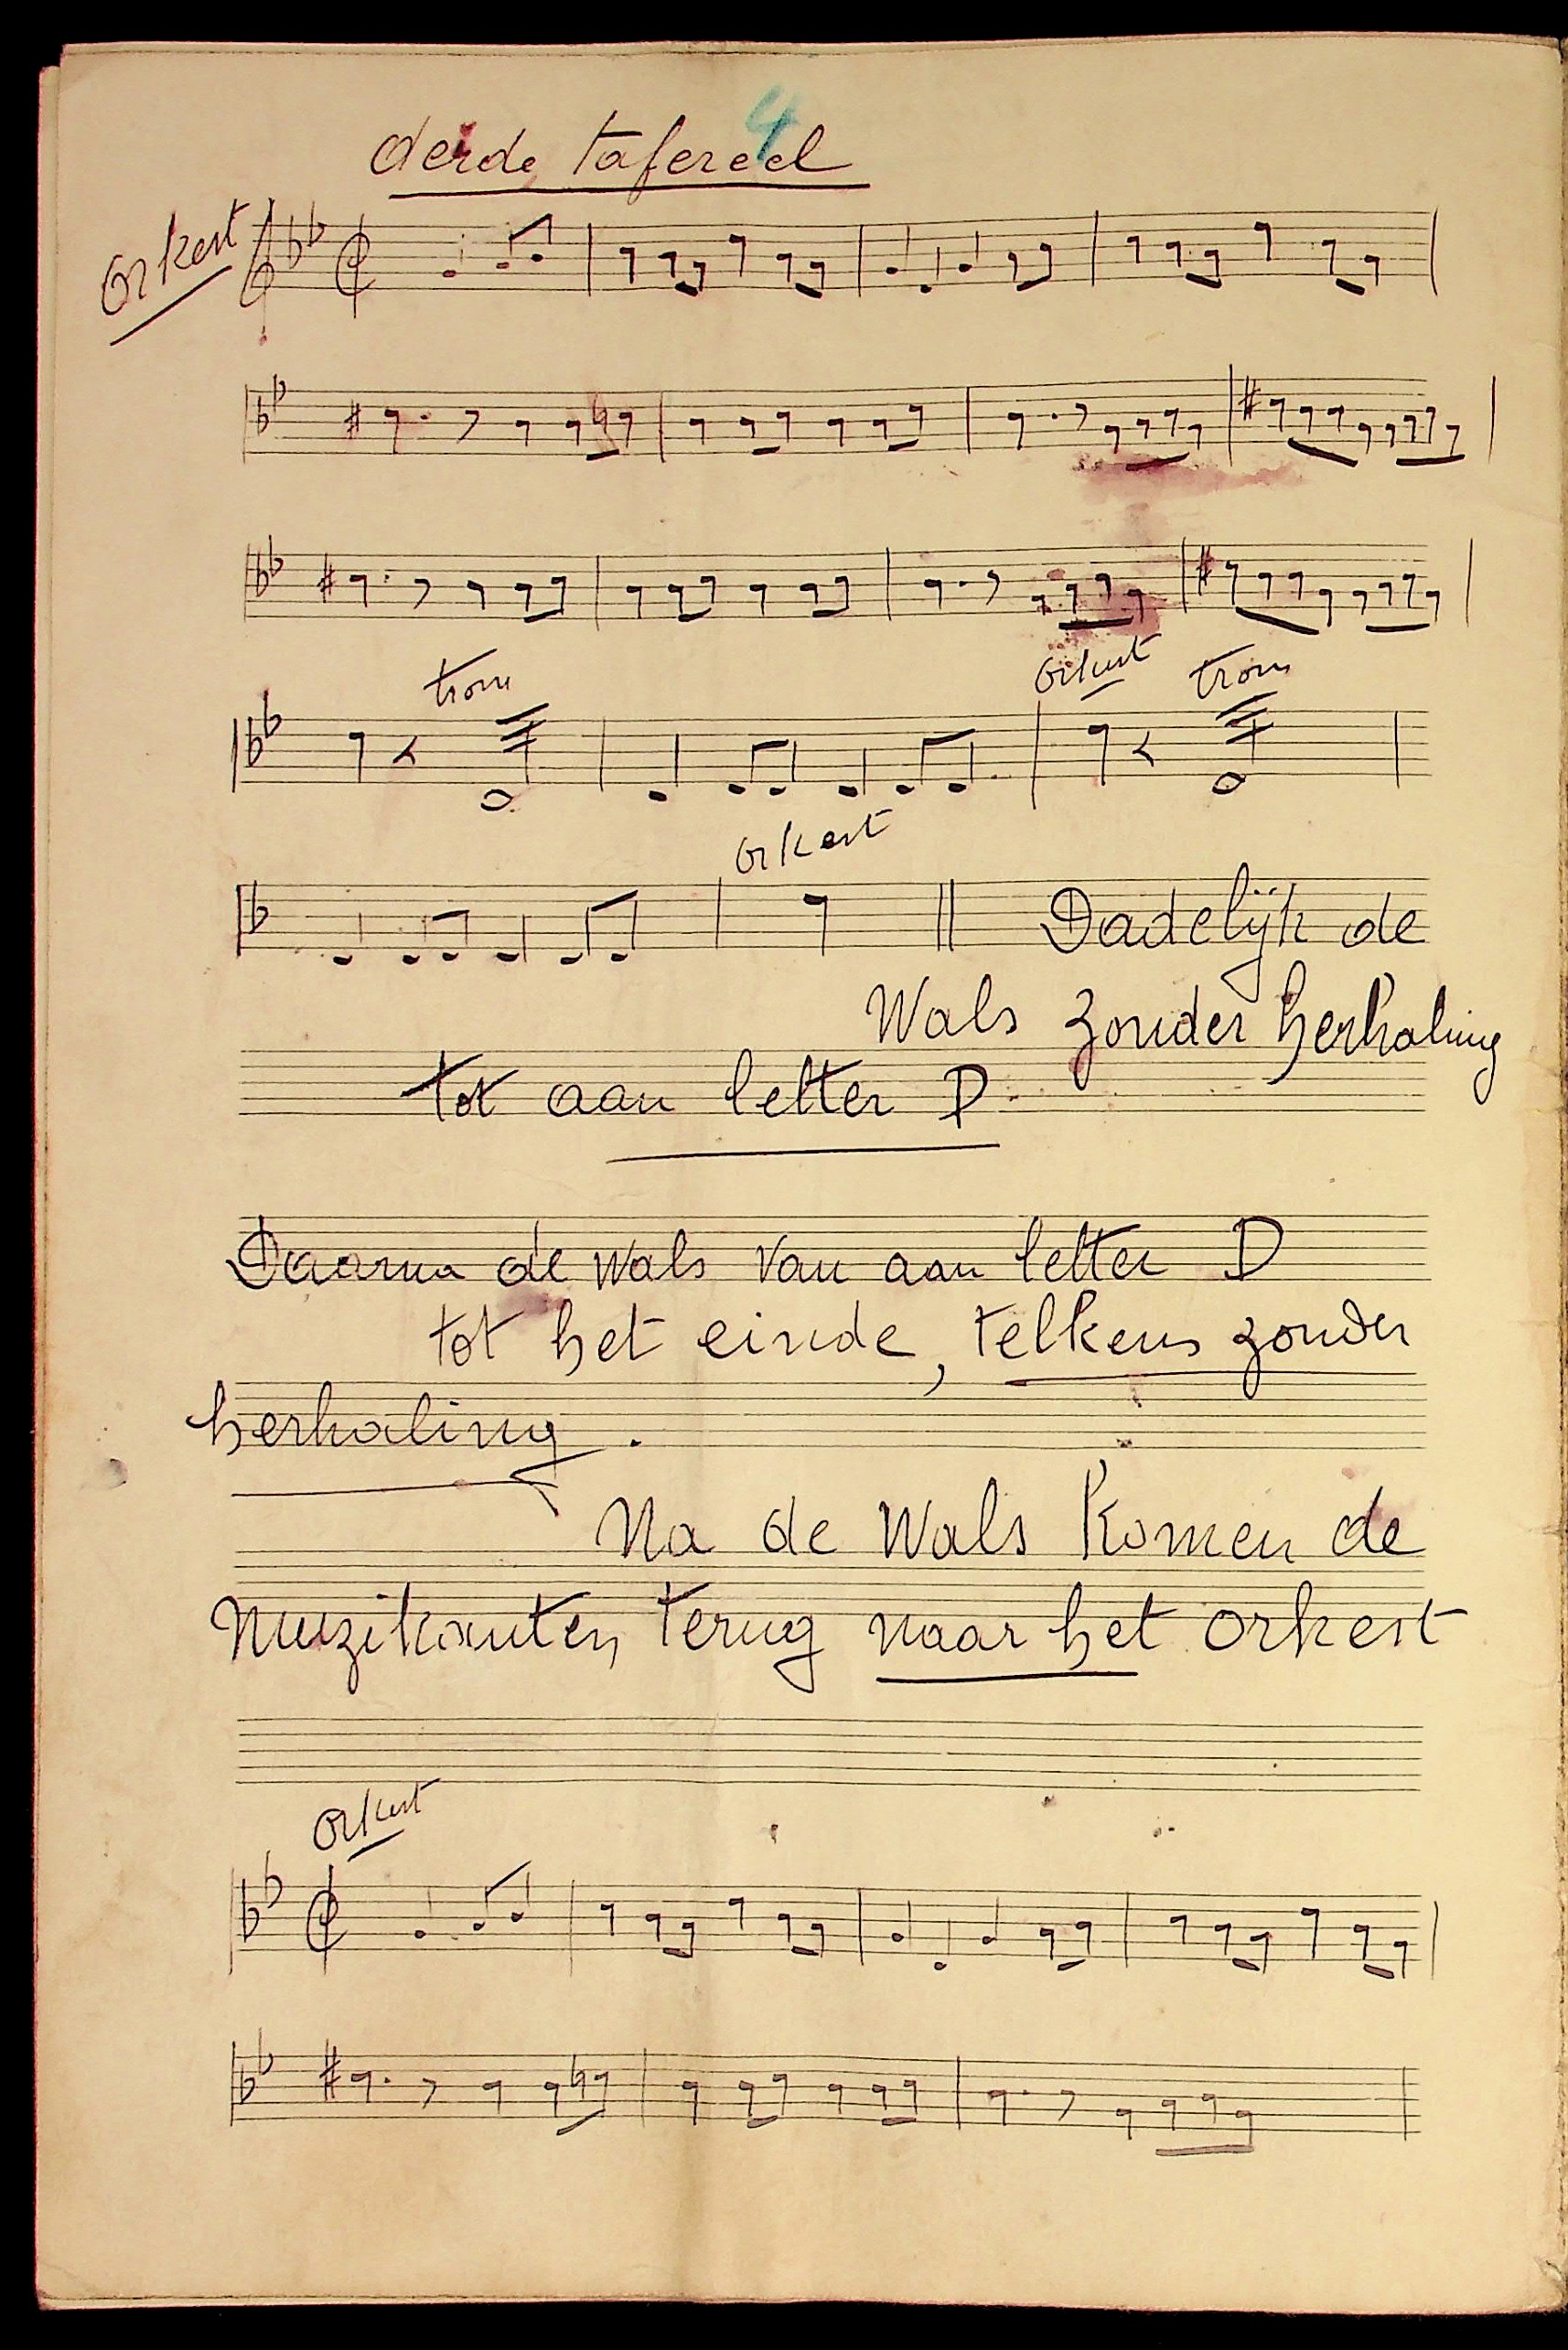 4
derde tafereel
Orkest
trom
Orkest
trom
Orkest
Dadelijk de
Wals zonder herhaling
tot aan letter D.
Daarna de Wals van aan letter D
tot het einde, telkens zonder
herhaling.
Na de Wals komen de
muzikanten terug naar het orkest
Orkest